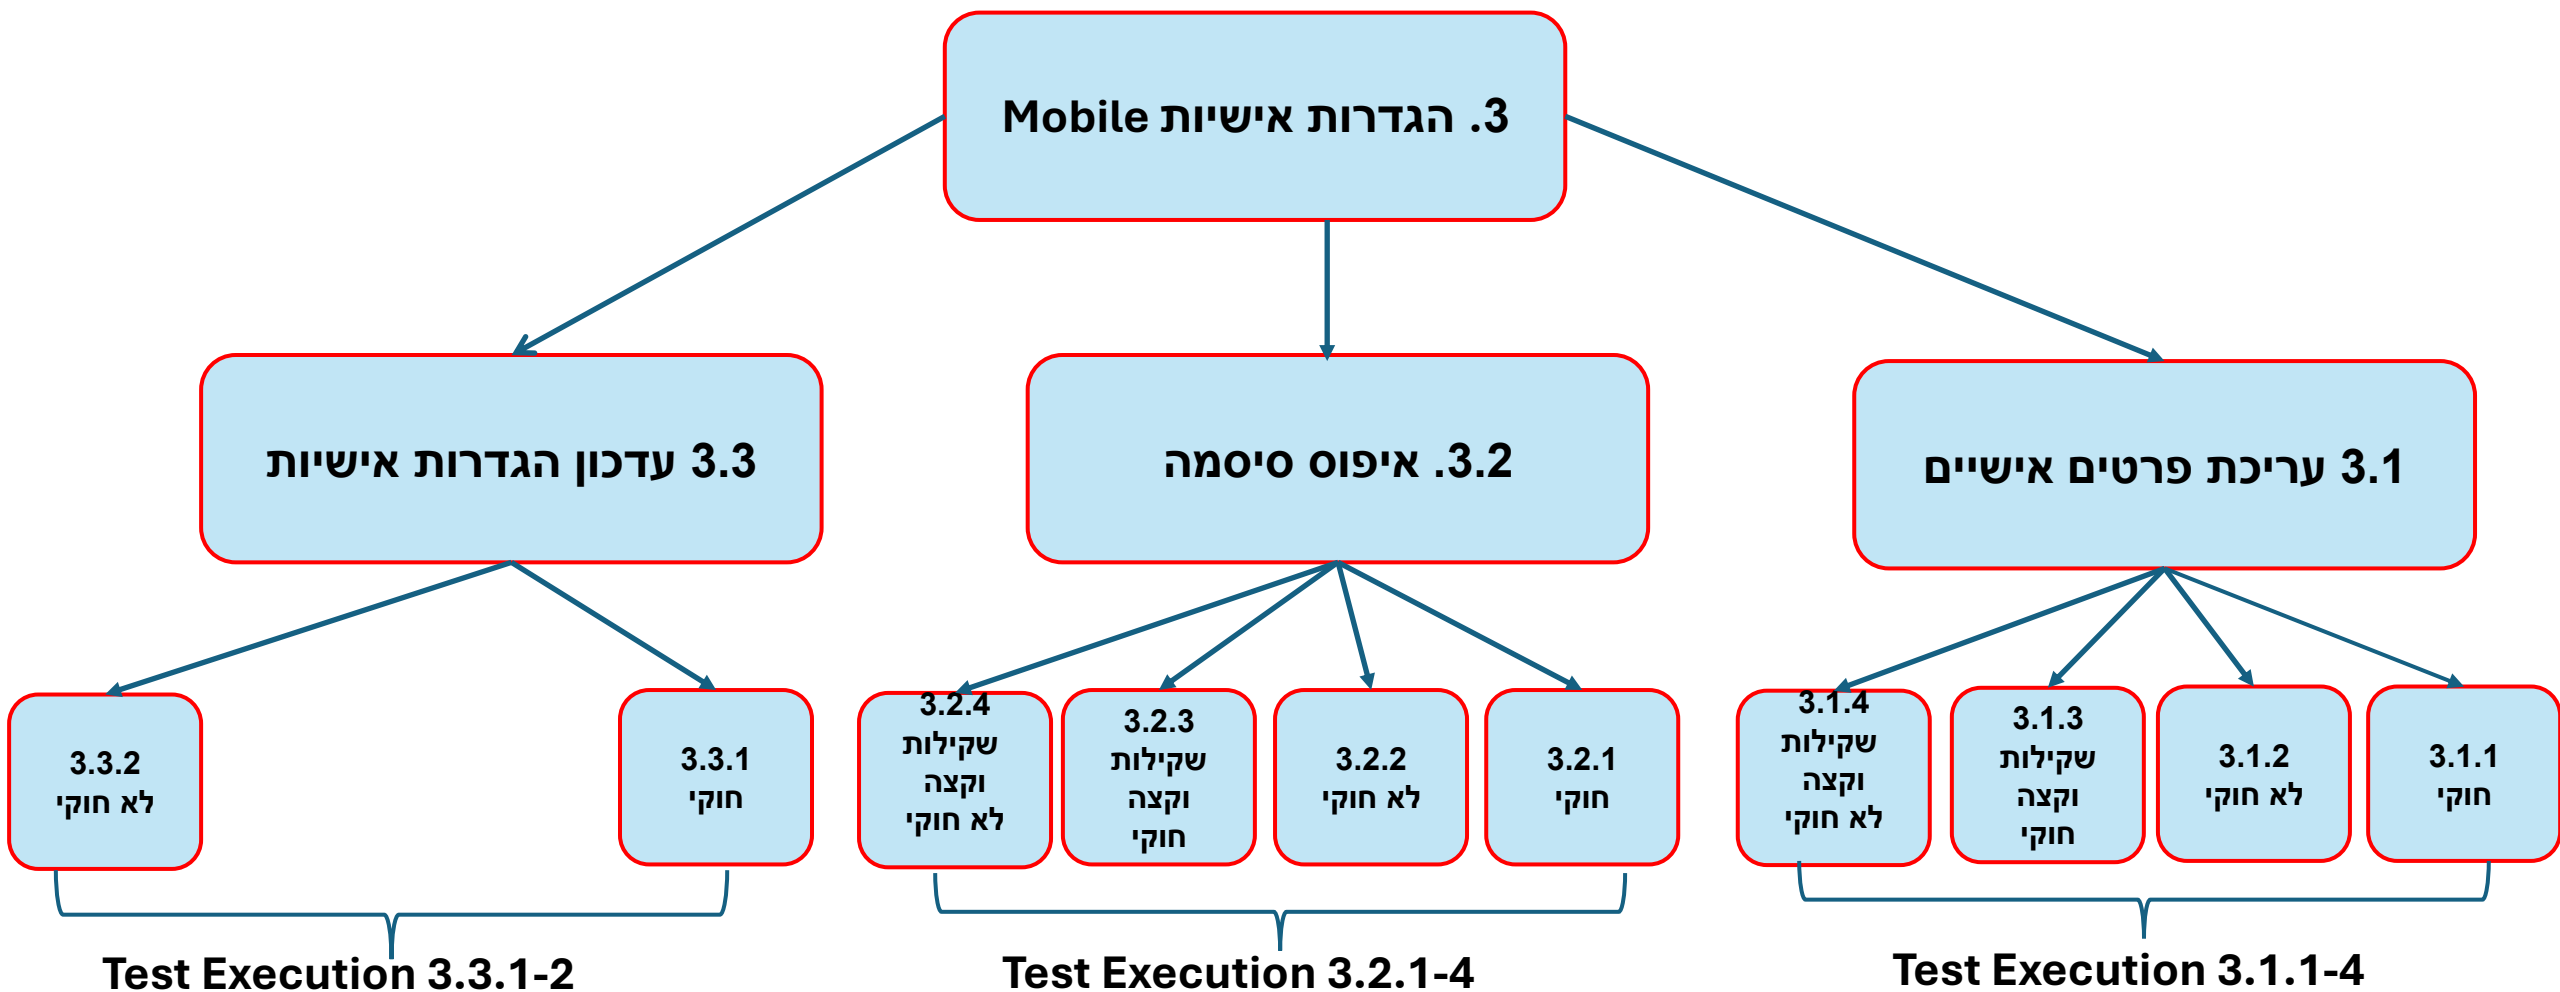 3. הגדרות אישיות Mobile
3.1 עריכת פרטים אישיים
3.2. איפוס סיסמה
3.3 עדכון הגדרות אישיות
3.1.1
חוקי
3.1.2
לא חוקי
3.1.3
שקילות
וקצה
חוקי
3.1.4
שקילות
וקצה
לא חוקי
3.2.1
חוקי
3.2.2
לא חוקי
3.2.3
שקילות
וקצה
חוקי
3.2.4
שקילות
וקצה
לא חוקי
3.3.1
חוקי
3.3.2
לא חוקי
Test Execution 3.1.1-4
Test Execution 3.2.1-4
Test Execution 3.3.1-2